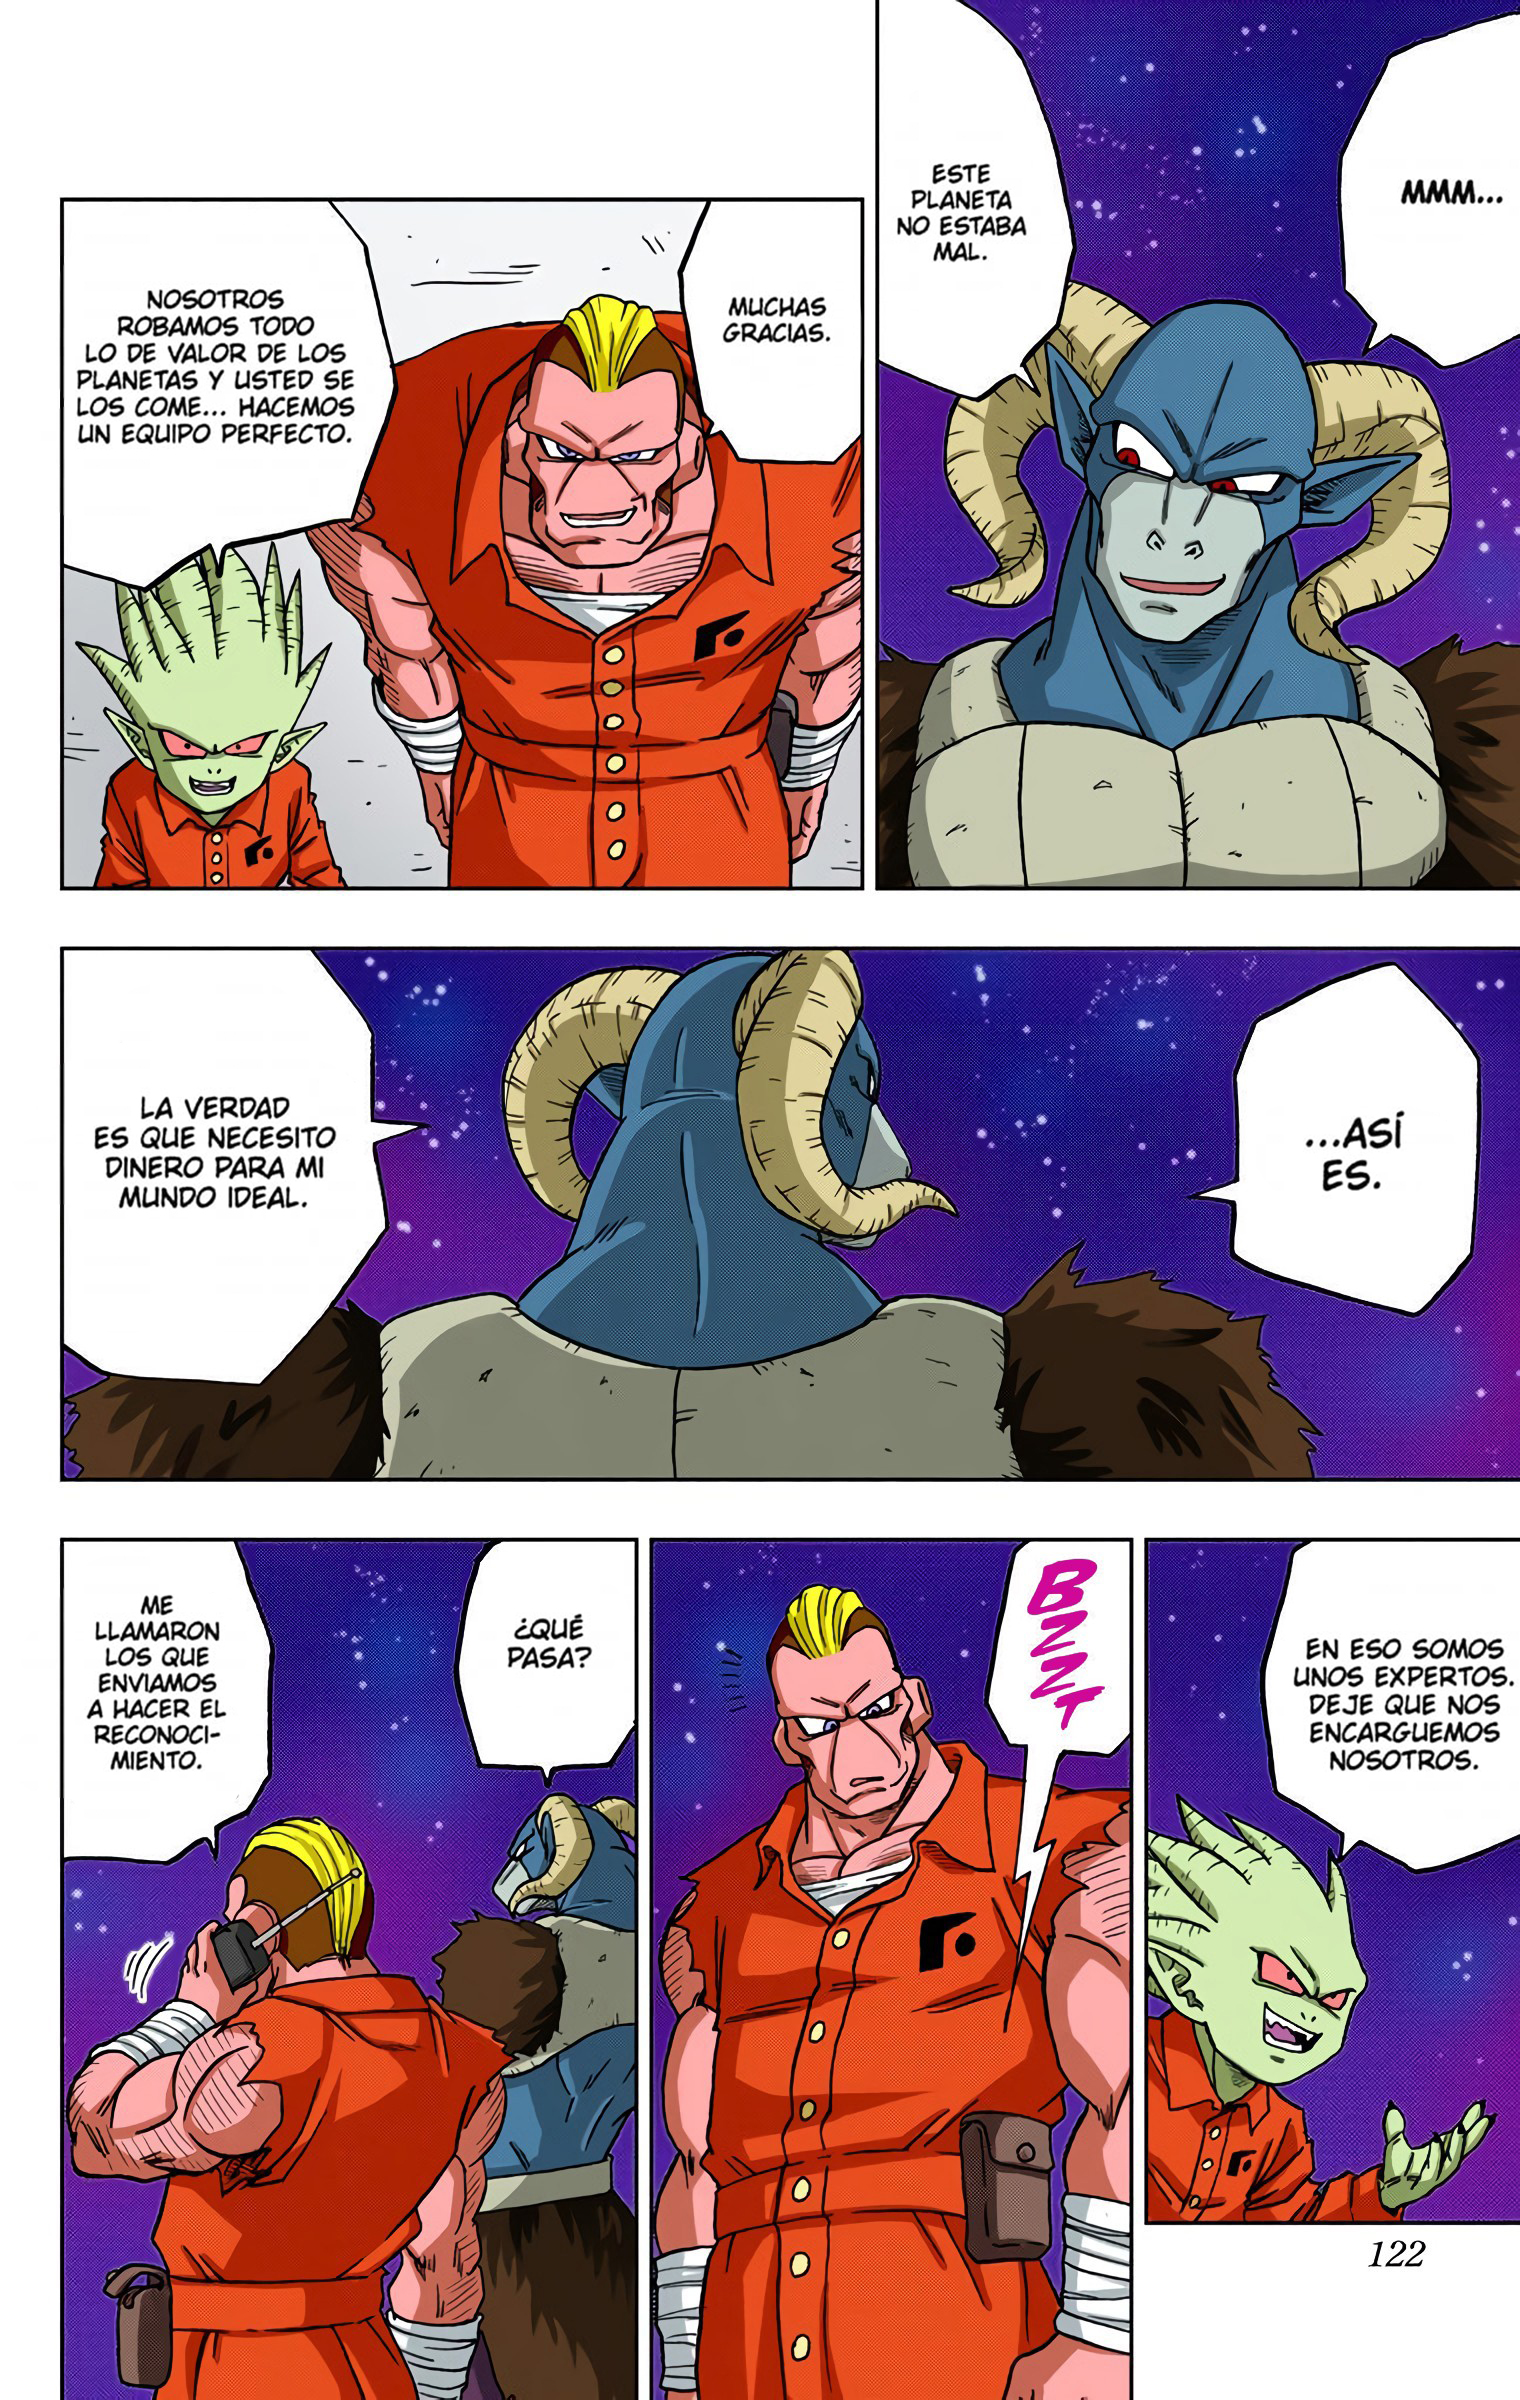 MMM...
ESTE
PLANETA
NO ESTABA
MAL.
MUCHAS
GRACIAS.
NOSOTROS
ROBAMOS TODO
LO DE VALOR DE LOS
PLANETAS Y USTED SE
LOS COME... HACEMOS
UN EQUIPO PERFECTO.
...ASÍ
ES.
LA VERDAD
ES QUE NECESITO
DINERO PARA MI
MUNDO IDEAL.
EN ESO SOMOS
UNOS EXPERTOS.
DEJE QUE NOS
ENCARGUEMOS
NOSOTROS.
BZZT
¿QUÉ
PASA?
ME
LLAMARON
LOS QUE
ENVIAMOS
A HACER EL
RECONOCI-
MIENTO.
122